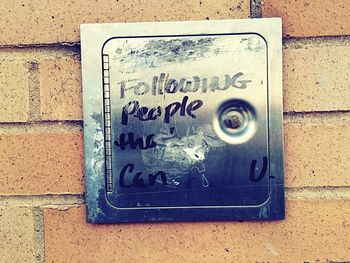 FollowiNG
People
tha
Can U.